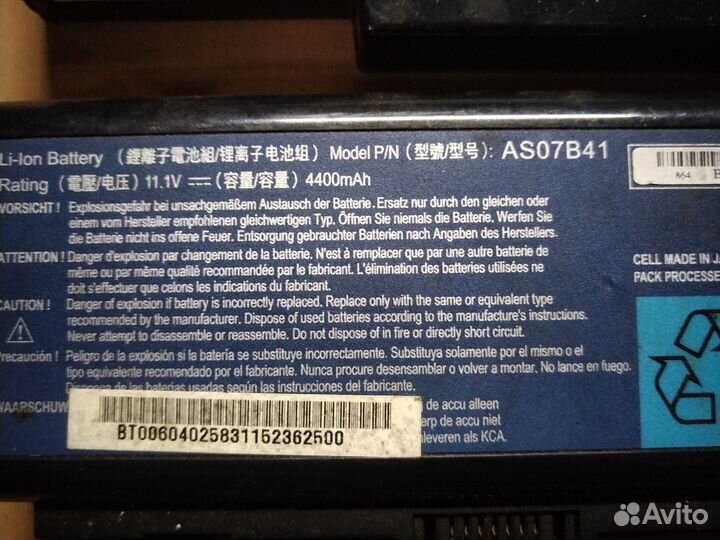 Li-Ion Battery (鋰離子電池組/锂离子电池组) Model P/N (型號/型号): AS07B41
Rating (電壓/电压) 11.1V (容量/容量) 4400mAh
VORSICHT! Explosionsgefahr bei unsachgemäßem Austausch der Batterie. Ersatz nur durch den gleichen oder
einem vom Hersteller empfohlenen gleichwertigen Typ. Öffnen Sie niemals die Batterie. Werfen Sie
die Batterie nicht ins offene Feuer. Entsorgung gebrauchter Batterien nach Angaben des Herstellers.
ATTENTION! Danger d'explosion par changement de la batterie. N'est à remplacer que par une autre batterie de
même type ou par même qualité recommandée par le fabricant. L'élimination des batteries utilisées ne
doit s'effectuer que selons les indications du fabricant.
CAUTION! Danger of explosion if battery is incorrectly replaced. Replace only with the same or equivalent type
recommended by the manufacturer. Dispose of used batteries according to the manufacture's instructions.
Never attempt to disassemble or reassemble. Do not dispose of in fire or directly short circuit.
Precaución! Peligro de la explosión si la batería se substituye incorrectamente. Substituya solamente por el mismo o el
tipo equivalente recomendado por el fabricante. Nunca procure desamblar o volver a montar. No lance en fuego.
Disponga de las baterías usadas según las instrucciones del fabricante.
WAARSCHUW
de accu alleen
erp de accu niet
nleveren als KCA.
BT00604025831152362500
864
CELL MADE IN
PACK PROCESSE
Avito